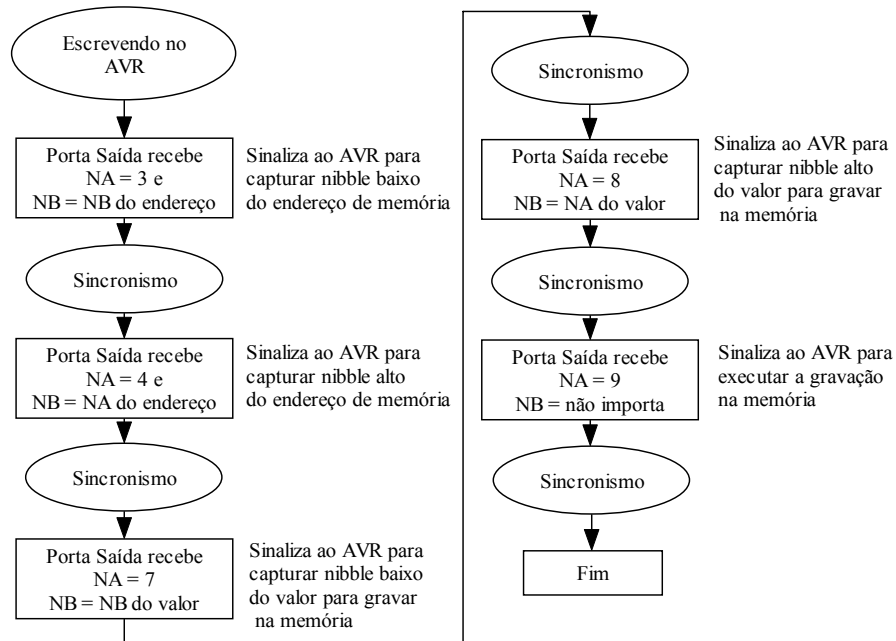 Escrevendo no
AVR
Porta Saída recebe
NA = 3 e
NB = NB do endereço
Sinaliza ao AVR para
capturar nibble baixo
do endereço de memória
Sincronismo
Porta Saída recebe
NA = 4 e
NB = NA do endereço
Sinaliza ao AVR para
capturar nibble alto
do endereço de memória
Sincronismo
Porta Saída recebe
NA = 7
NB = NB do valor
Sinaliza ao AVR para
capturar nibble baixo
do valor para gravar
na memória
Sincronismo
Porta Saída recebe
NA = 8
NB = NA do valor
Sinaliza ao AVR para
capturar nibble alto
do valor para gravar
na memória
Sincronismo
Porta Saída recebe
NA = 9
NB = não importa
Sinaliza ao AVR para
executar a gravação
na memória
Sincronismo
Fim